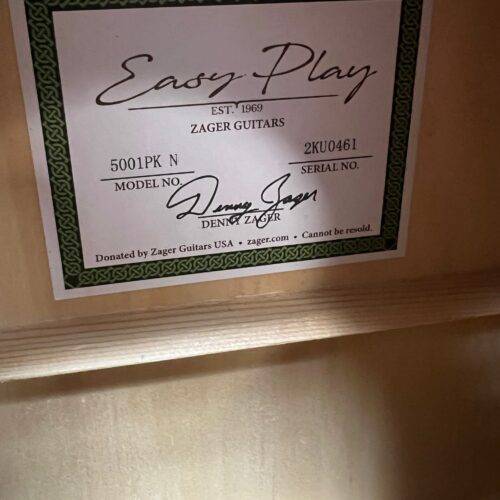 Easy Play
EST. 1969
ZAGER GUITARS
5001PK N
MODEL NO.
2KU0461
SERIAL NO.
Denny Zager
DENNY ZAGER
Donated by Zager Guitars USA • zager.com • Cannot be resold.